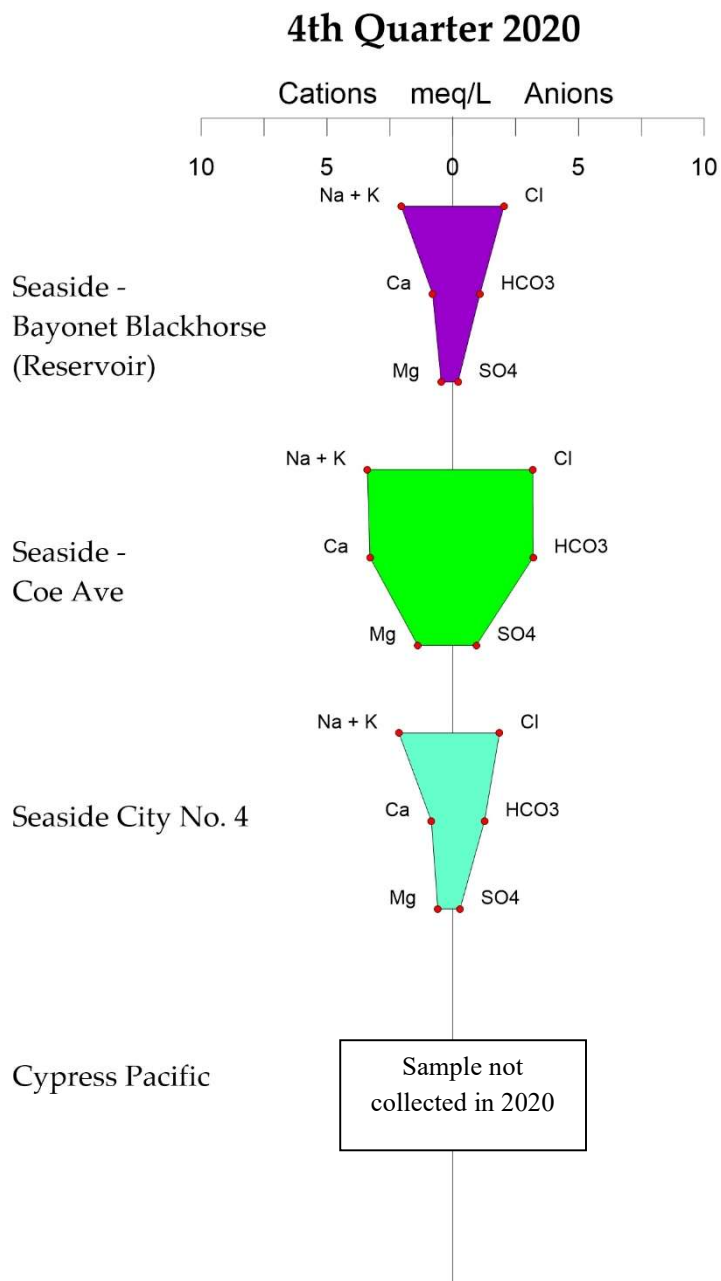 4th Quarter 2020
Cations meq/L Anions
10 5 0 5 10
Na + K Cl
Seaside -
Bayonet Blackhorse
(Reservoir)
Ca HCO3
Mg SO4
Na + K Cl
Seaside -
Coe Ave
Ca HCO3
Mg SO4
Na + K Cl
Seaside City No. 4
Ca HCO3
Mg SO4
Cypress Pacific
Sample not
collected in 2020